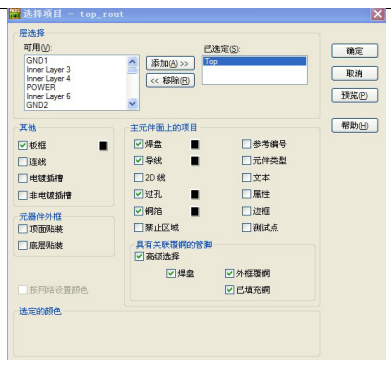 选择项目 - top_rout
层选择
可用(V):
已选定(S):
GND1
Inner Layer 3
Inner Layer 4
POWER
Inner Layer 6
GND2
添加(A) >>
<< 移除(R)
Top
确定
取消
预览(P)
帮助(H)
其他
板框
连线
电镀插槽
非电镀插槽
元器件外框
顶面贴装
底层贴装
按网络设置颜色
主元件面上的项目
焊盘
参考编号
导线
元件类型
2D 线
文本
过孔
属性
铜箔
边框
禁止区域
测试点
具有关联覆铜的管脚
高级选择
焊盘
外框覆铜
已填充铜
选定的颜色